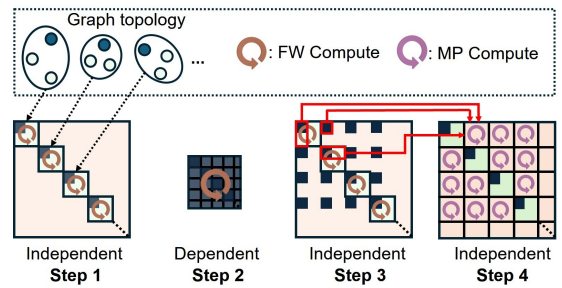 Graph topology
...
: FW Compute
: MP Compute
Independent
Step 1
Dependent
Step 2
Independent
Step 3
Independent
Step 4